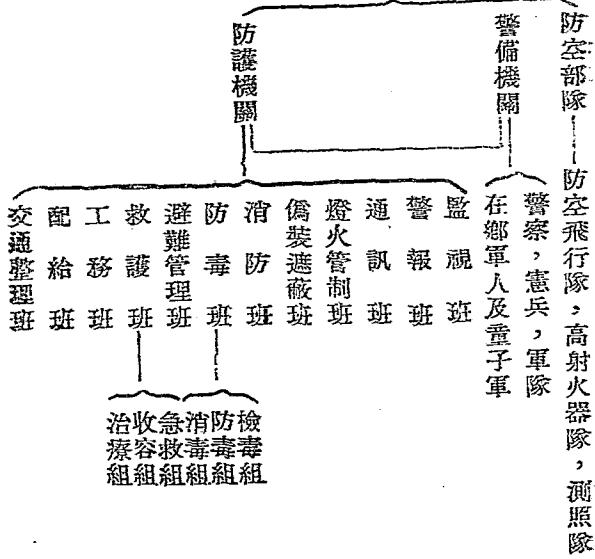 防空部隊——防空飛行隊，高射火器隊，測照隊
警備機關
警察，憲兵，軍隊
在鄉軍人及童子軍
防護機關
監視班
警報班
通訊班
燈火管制班
僞裝遮蔽班
消防班
防毒班
檢毒組
防毒組
消毒組
避難管理班
救護班
急救組
收容組
治療組
工務班
配給班
交通整理班